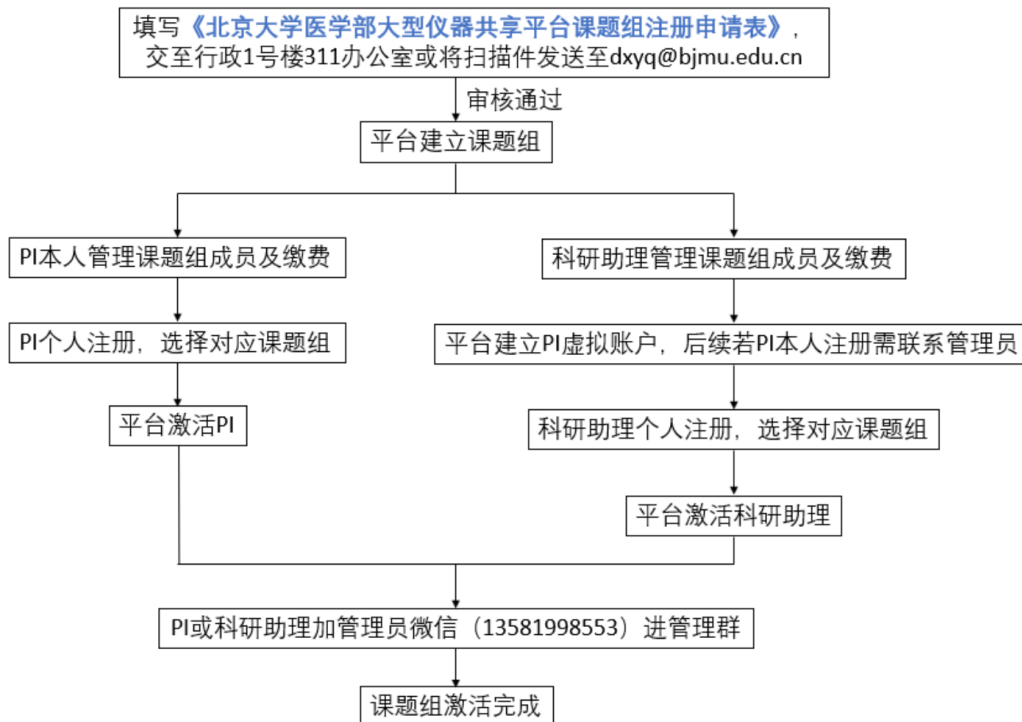 填写《北京大学医学部大型仪器共享平台课题组注册申请表》,
交至行政1号楼311办公室或将扫描件发送至dxyq@bjmu.edu.cn
审核通过
平台建立课题组
PI本人管理课题组成员及缴费
科研助理管理课题组成员及缴费
PI个人注册，选择对应课题组
平台建立PI虚拟账户，后续若PI本人注册需联系管理员
平台激活PI
科研助理个人注册，选择对应课题组
平台激活科研助理
PI或科研助理加管理员微信（13581998553）进管理群
课题组激活完成